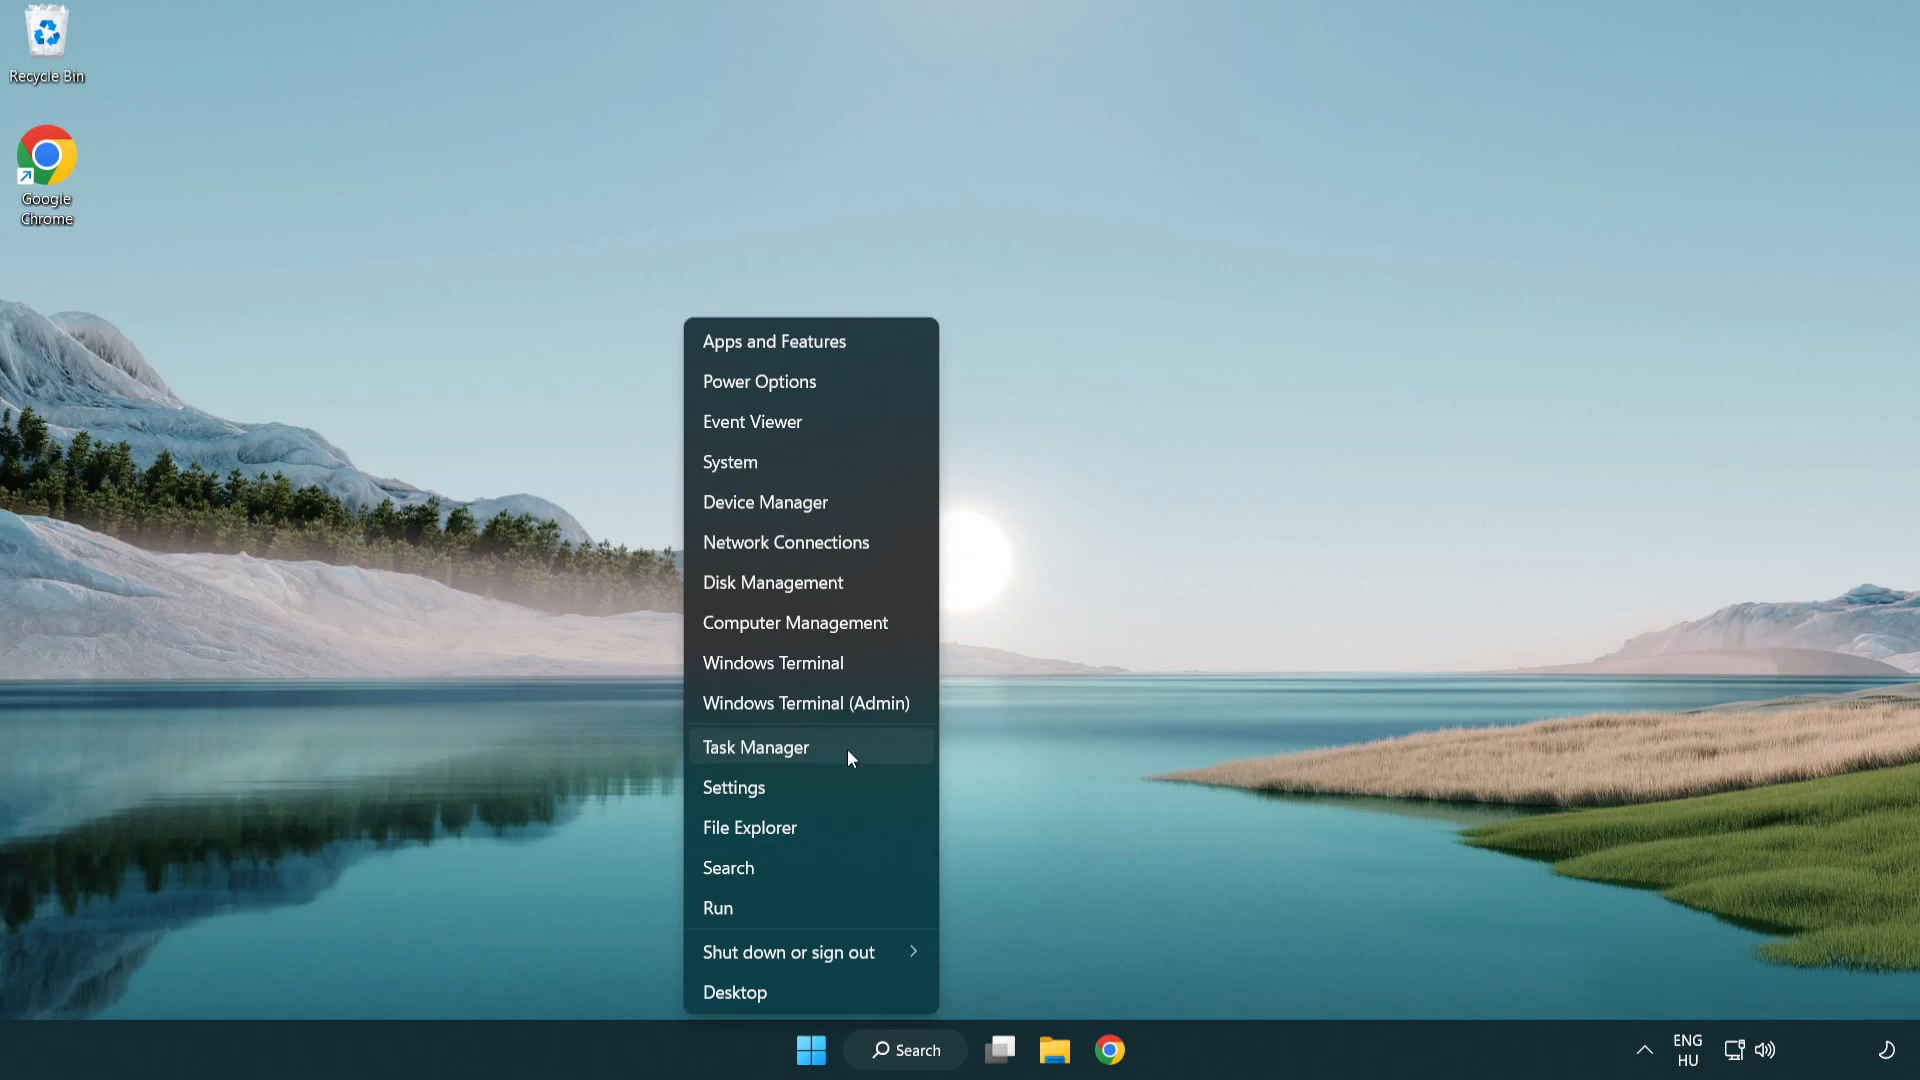 Recycle Bin
Google
Chrome
Apps and Features
Power Options
Event Viewer
System
Device Manager
Network Connections
Disk Management
Computer Management
Windows Terminal
Windows Terminal (Admin)
Task Manager
Settings
File Explorer
Search
Run
Shut down or sign out
Desktop
Search
ENG
HU